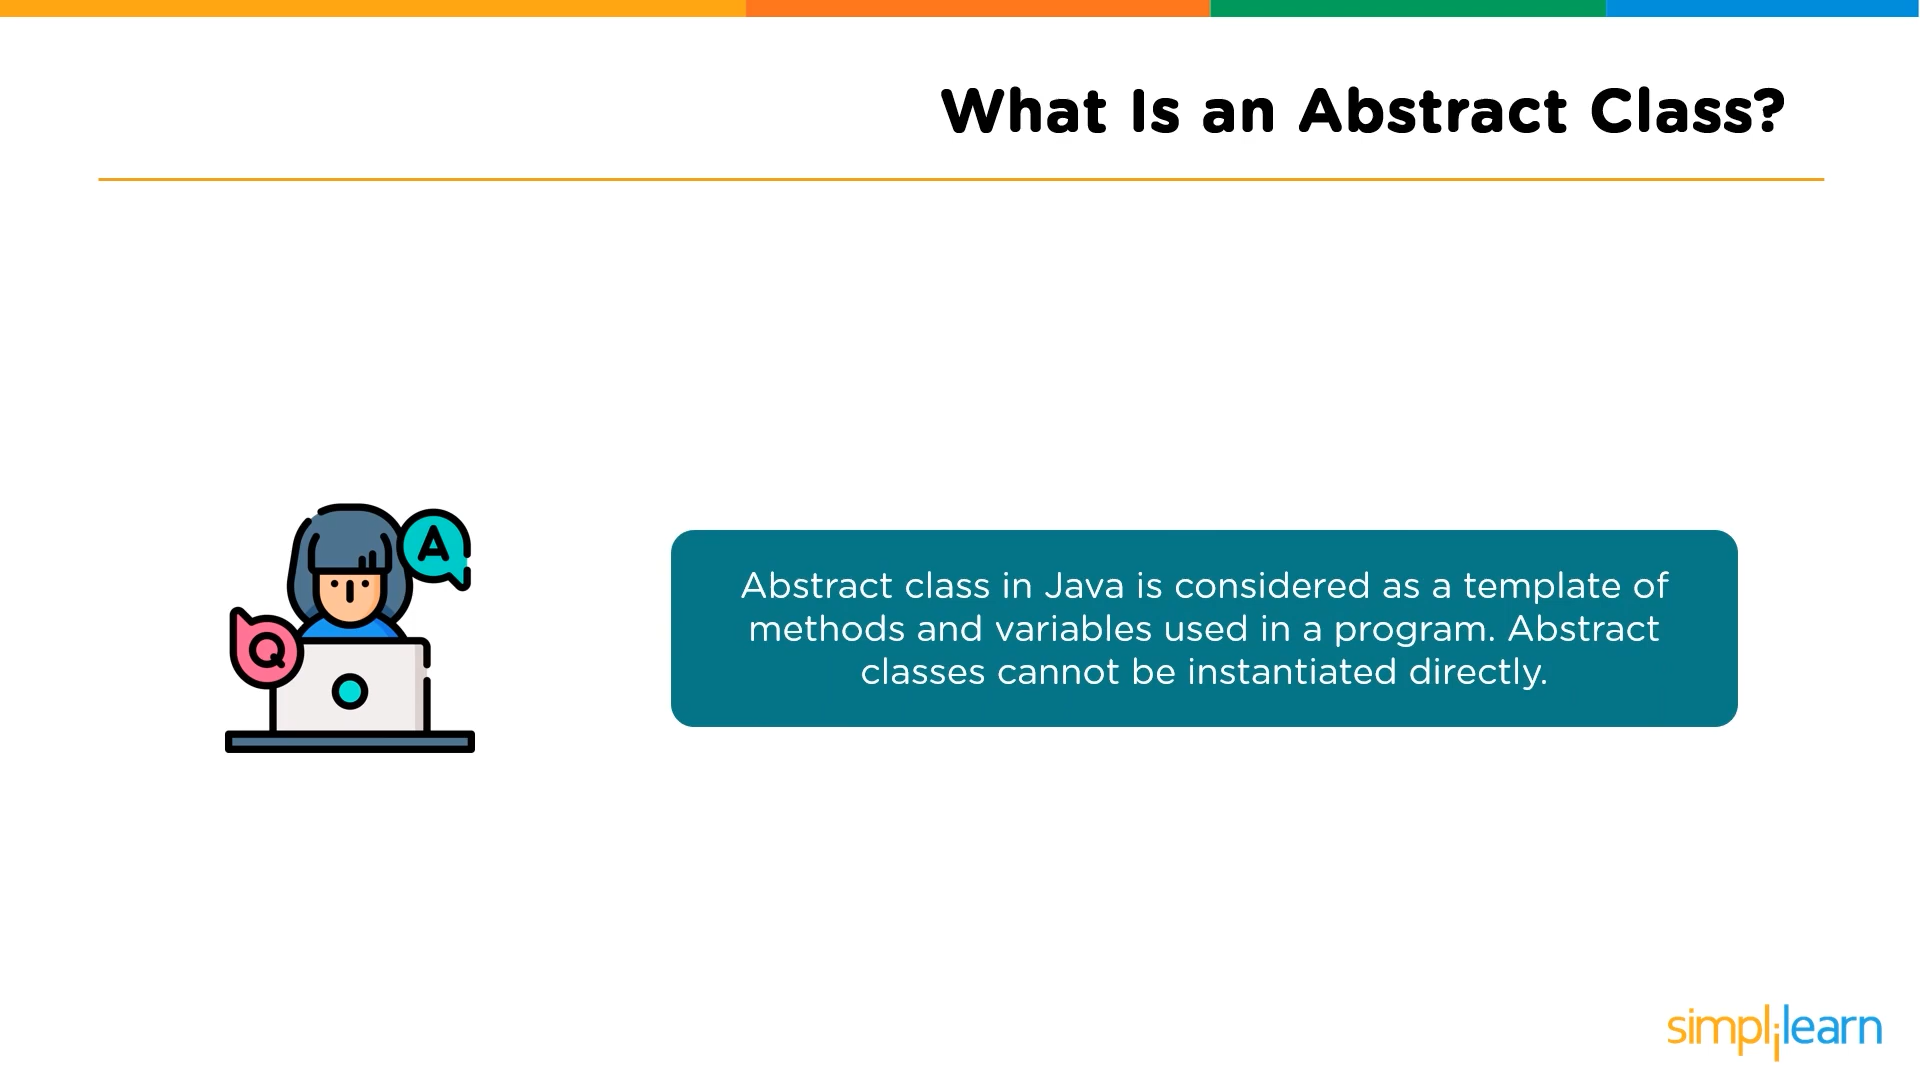 What Is an Abstract Class?
A
Q
Abstract class in Java is considered as a template of
methods and variables used in a program. Abstract
classes cannot be instantiated directly.
simplilearn